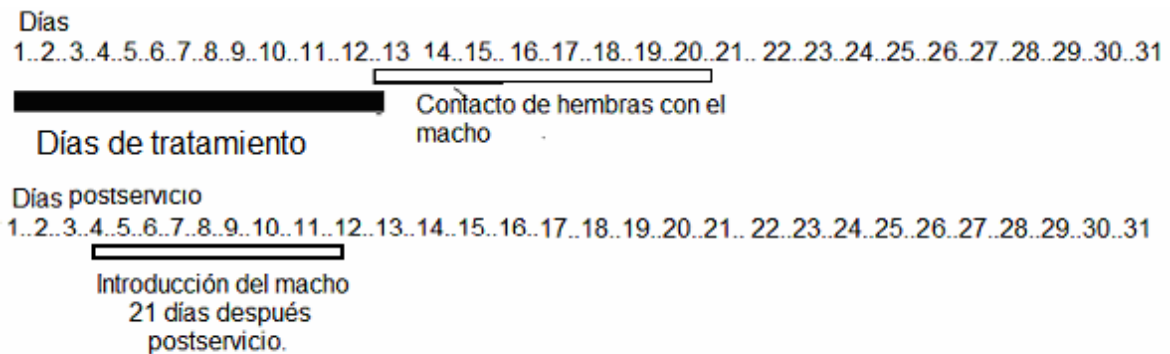 Días
1..2..3..4..5..6..7..8..9..10..11..12..13 14..15.. 16..17..18..19..20..21.. 22..23..24..25..26..27..28..29..30..31
Contacto de hembras con el
macho
Días de tratamiento
Días postservicio
1..2..3..4..5..6..7..8..9..10..11..12..13..14..15..16..17..18..19..20..21.. 22..23..24..25..26..27..28..29..30..31
Introducción del macho
21 días después
postservicio.